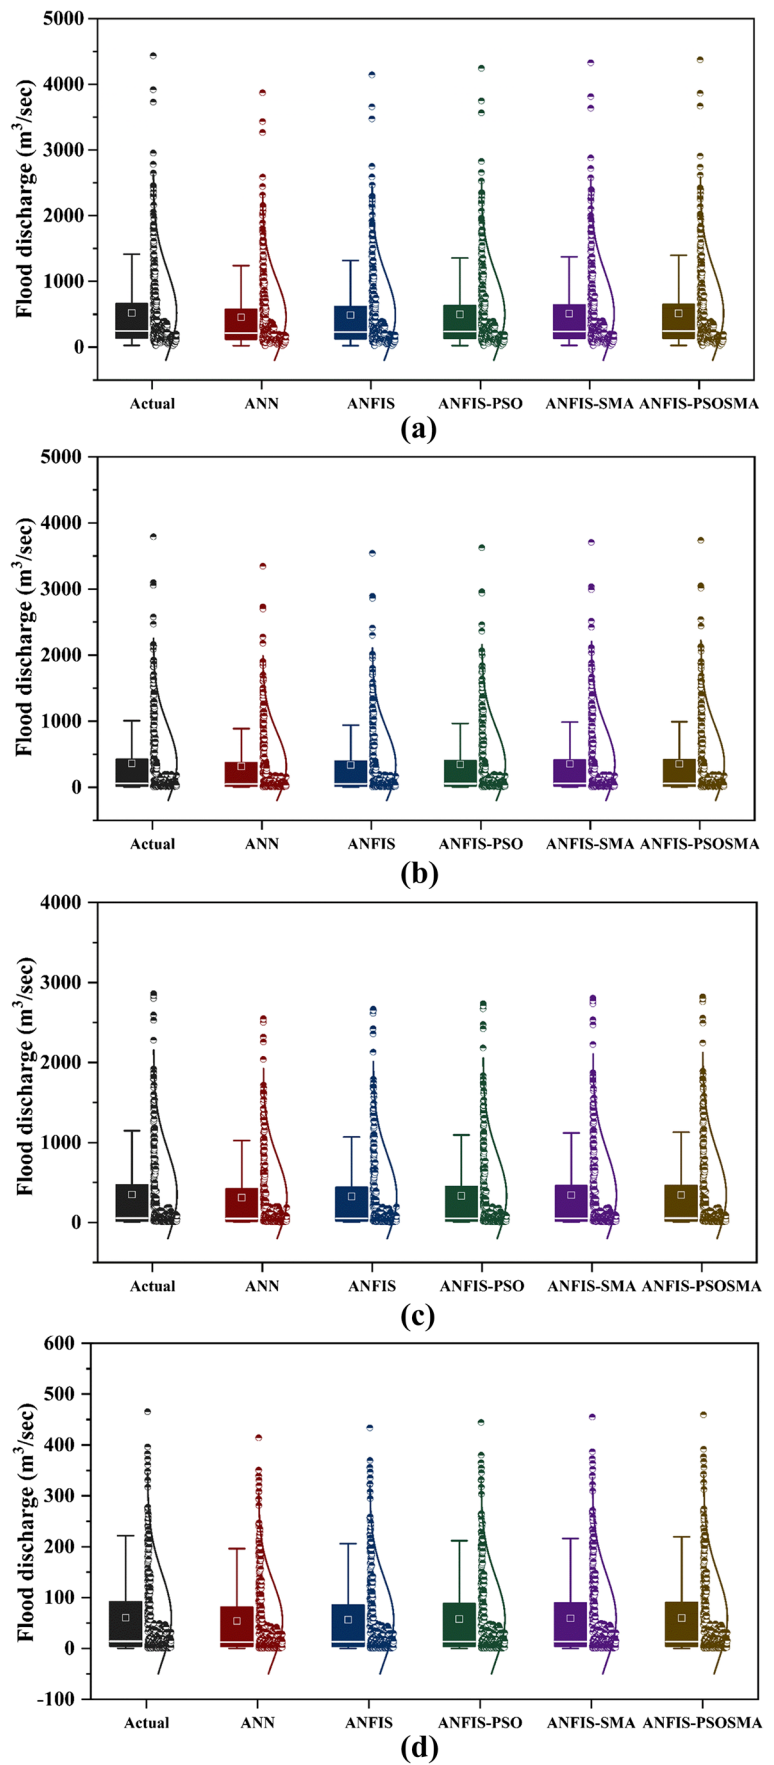 5000
4000
3000
2000
1000
0
Flood discharge (m³/sec)
Actual ANN ANFIS ANFIS-PSO ANFIS-SMA ANFIS-PSOSMA
(a)
5000
4000
3000
2000
1000
0
Flood discharge (m³/sec)
Actual ANN ANFIS ANFIS-PSO ANFIS-SMA ANFIS-PSOSMA
(b)
4000
3000
2000
1000
0
Flood discharge (m³/sec)
Actual ANN ANFIS ANFIS-PSO ANFIS-SMA ANFIS-PSOSMA
(c)
600
500
400
300
200
100
0
-100
Flood discharge (m³/sec)
Actual ANN ANFIS ANFIS-PSO ANFIS-SMA ANFIS-PSOSMA
(d)